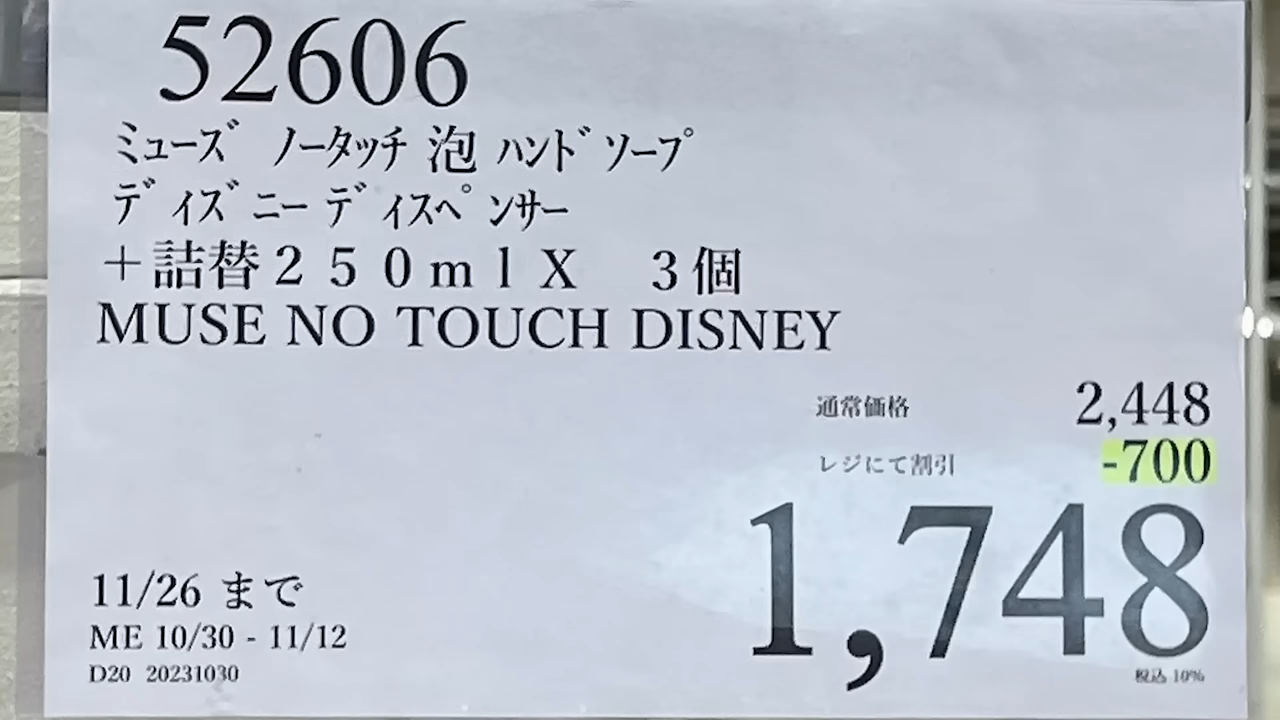 52606
ﾐｭｰｽﾞ ﾉｰﾀｯﾁ 泡 ﾊﾝﾄﾞｿｰﾌﾟ
ﾃﾞｨｽﾞﾆｰ ﾃﾞｨｽﾍﾟﾝｻｰ
＋詰替２５０ｍｌＸ　３個
MUSE NO TOUCH DISNEY
通常価格 2,448
レジにて割引 -700
1,748
税込 10%
11/26 まで
ME 10/30 - 11/12
D20 20231030